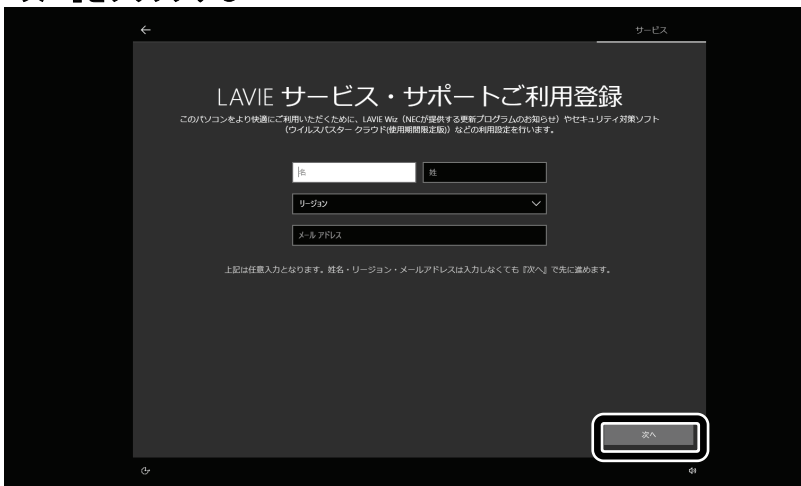 サービス
LAVIE サービス・サポートご利用登録
このパソコンをより快適にご利用いただくために、LAVIE Wiz（NECが提供する更新プログラムのお知らせ）やセキュリティ対策ソフト
(ウイルスバスター クラウド(使用期間限定版)）などの利用設定を行います。
名 姓
リージョン
メール アドレス
上記は任意入力となります。姓名・リージョン・メールアドレスは入力しなくても『次へ』で先に進めます。
次へ